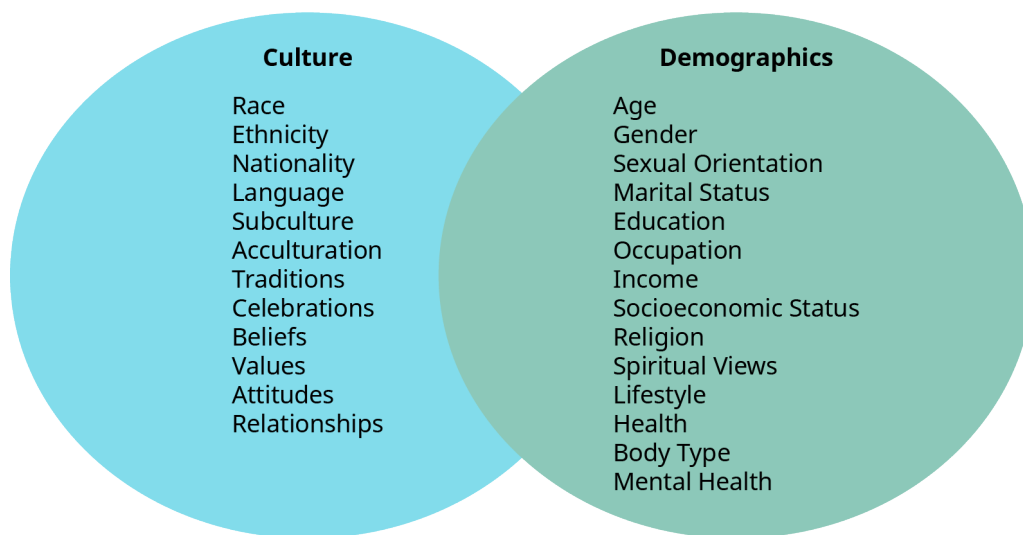 Culture
Race
Ethnicity
Nationality
Language
Subculture
Acculturation
Traditions
Celebrations
Beliefs
Values
Attitudes
Relationships
Demographics
Age
Gender
Sexual Orientation
Marital Status
Education
Occupation
Income
Socioeconomic Status
Religion
Spiritual Views
Lifestyle
Health
Body Type
Mental Health